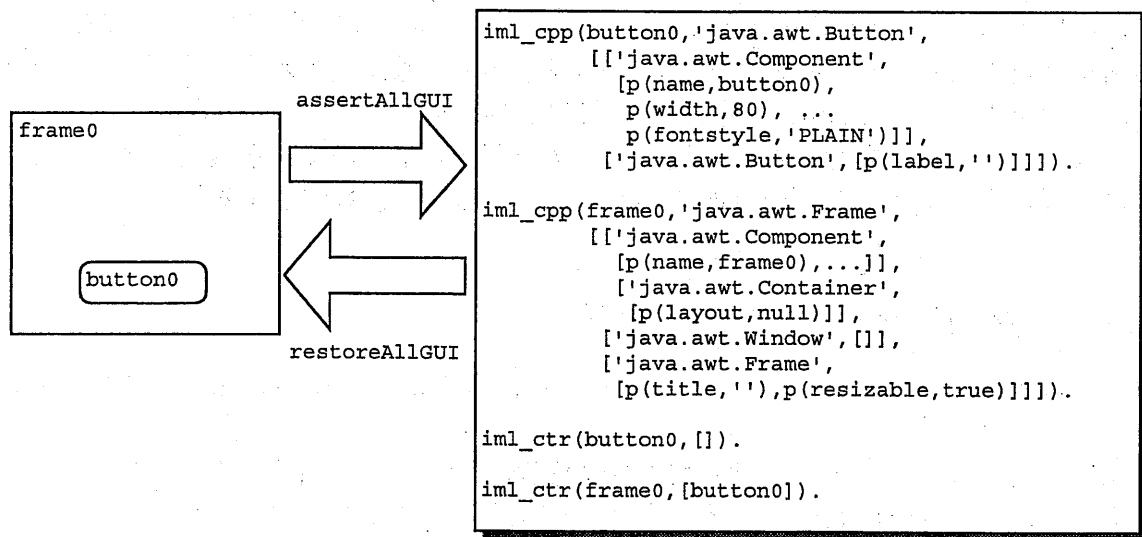 frame0
button0
assertAllGUI
restoreAllGUI
iml_cpp(button0,'java.awt.Button',
[['java.awt.Component',
[p(name,button0),
p(width,80), ...
p(fontstyle,'PLAIN')]],
['java.awt.Button',[p(label,'')]]]).
iml_cpp(frame0,'java.awt.Frame',
[['java.awt.Component',
[p(name,frame0),...]],
['java.awt.Container',
[p(layout,null)]],
['java.awt.Window',[]],
['java.awt.Frame',
[p(title,''),p(resizable,true)]]]).
iml_ctr(button0,[]).
iml_ctr(frame0,[button0]).